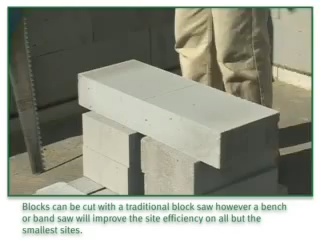 Blocks can be cut with a traditional block saw however a bench
or band saw will improve the site efficiency on all but the
smallest sites.